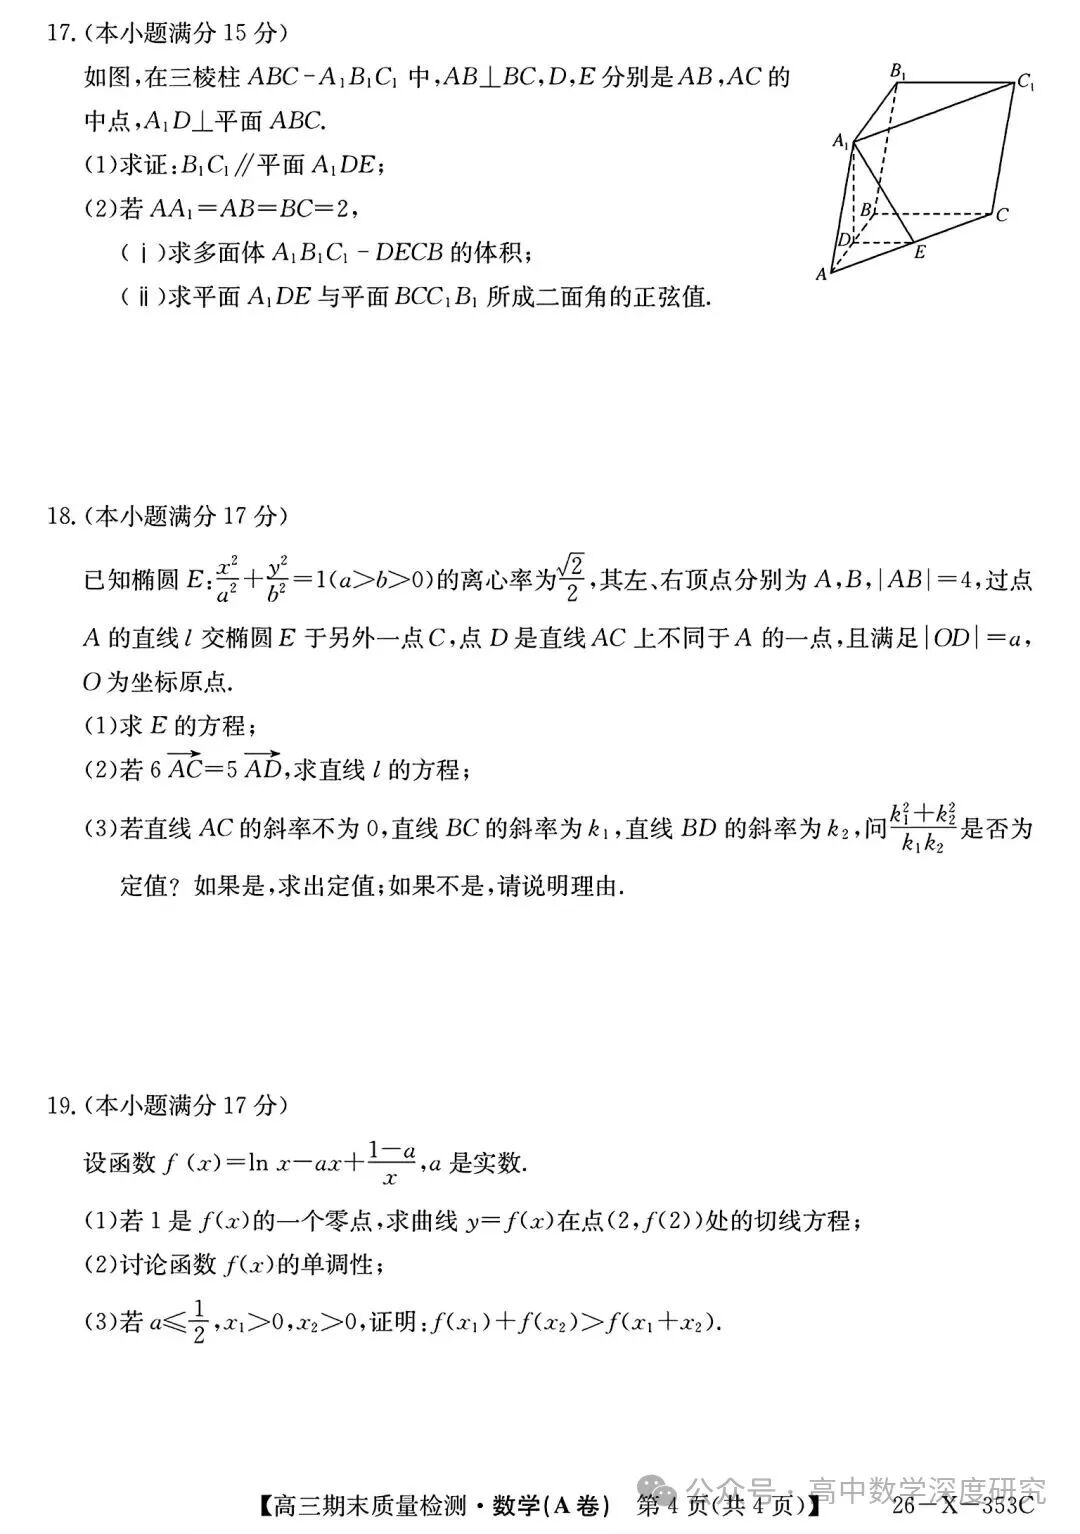 17.(本小题满分 15 分)
如图,在三棱柱 ABC-A₁B₁C₁ 中,AB⊥BC,D,E 分别是 AB,AC 的
中点,A₁D⊥平面 ABC.
(1)求证:B₁C₁∥平面 A₁DE;
(2)若 AA₁=AB=BC=2,
(ⅰ)求多面体 A₁B₁C₁-DECB 的体积;
(ⅱ)求平面 A₁DE 与平面 BCC₁B₁ 所成二面角的正弦值.
B₁
C₁
A₁
B
C
D
E
A
18.(本小题满分 17 分)
已知椭圆 E:x²/a²+y²/b²=1(a>b>0)的离心率为√2/2,其左、右顶点分别为 A,B,|AB|=4,过点
A 的直线 l 交椭圆 E 于另外一点 C,点 D 是直线 AC 上不同于 A 的一点,且满足|OD|=a,
O 为坐标原点.
(1)求 E 的方程;
(2)若 6AC→=5AD→,求直线 l 的方程;
(3)若直线 AC 的斜率不为 0,直线 BC 的斜率为 k₁,直线 BD 的斜率为 k₂,问(k₁²+k₂²)/(k₁k₂)是否为
定值? 如果是,求出定值;如果不是,请说明理由.
19.(本小题满分 17 分)
设函数 f(x)=ln x-ax+(1-a)/x,a 是实数.
(1)若 1 是 f(x)的一个零点,求曲线 y=f(x)在点(2,f(2))处的切线方程;
(2)讨论函数 f(x)的单调性;
(3)若 a≤1/2,x₁>0,x₂>0,证明:f(x₁)+f(x₂)>f(x₁+x₂).
公众号·高中数学深度研究
【高三期末质量检测·数学(A 卷) 第 4 页(共 4 页)】 26-X-353C